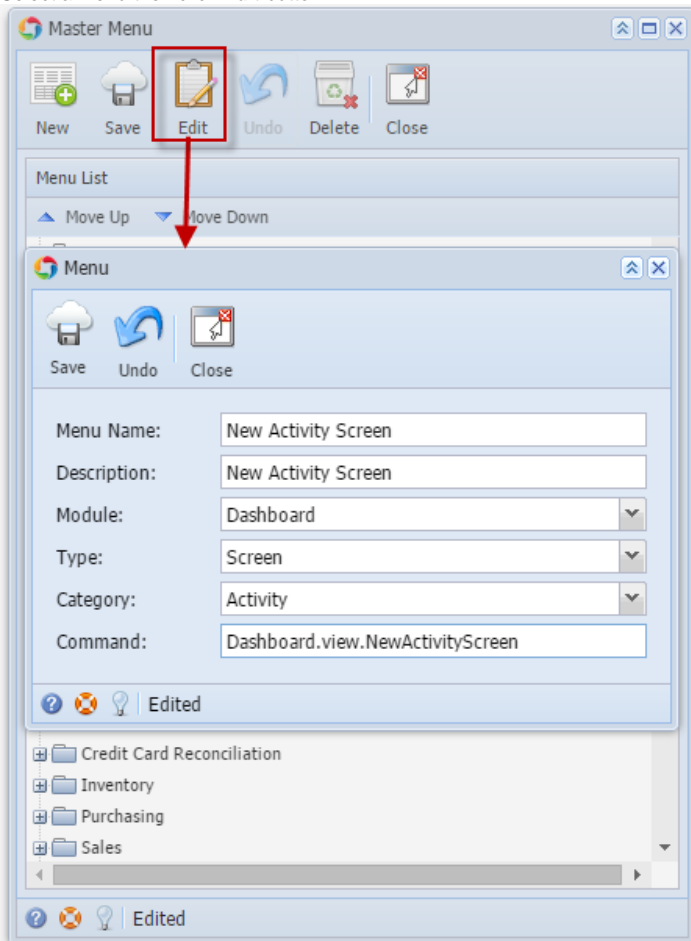 Master Menu
New Save Edit Undo Delete Close
Menu List
Move Up Move Down
Menu
Save Undo Close
Menu Name: New Activity Screen
Description: New Activity Screen
Module: Dashboard
Type: Screen
Category: Activity
Command: Dashboard.view.NewActivityScreen
Edited
Credit Card Reconciliation
Inventory
Purchasing
Sales
Edited